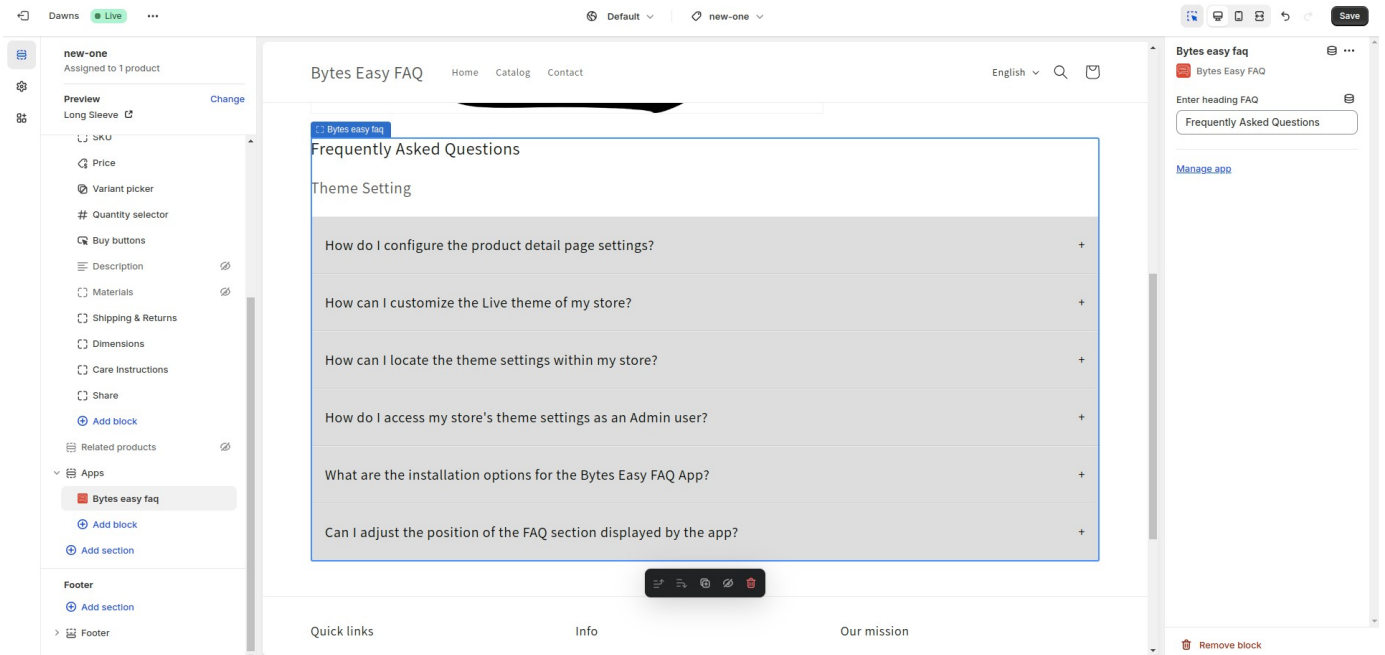 Dawns
Live
Default
new-one
Save
new-one
Assigned to 1 product
Preview
Change
Long Sleeve
SKU
Price
Variant picker
Quantity selector
Buy buttons
Description
Materials
Shipping & Returns
Dimensions
Care Instructions
Share
Add block
Related products
Apps
Bytes easy faq
Add block
Add section
Footer
Add section
Footer
Bytes Easy FAQ
Home
Catalog
Contact
English
Bytes easy faq
Frequently Asked Questions
Theme Setting
How do I configure the product detail page settings? +
How can I customize the Live theme of my store? +
How can I locate the theme settings within my store? +
How do I access my store's theme settings as an Admin user? +
What are the installation options for the Bytes Easy FAQ App? +
Can I adjust the position of the FAQ section displayed by the app? +
Quick links
Info
Our mission
Bytes easy faq
Bytes Easy FAQ
Enter heading FAQ
Frequently Asked Questions
Manage app
Remove block